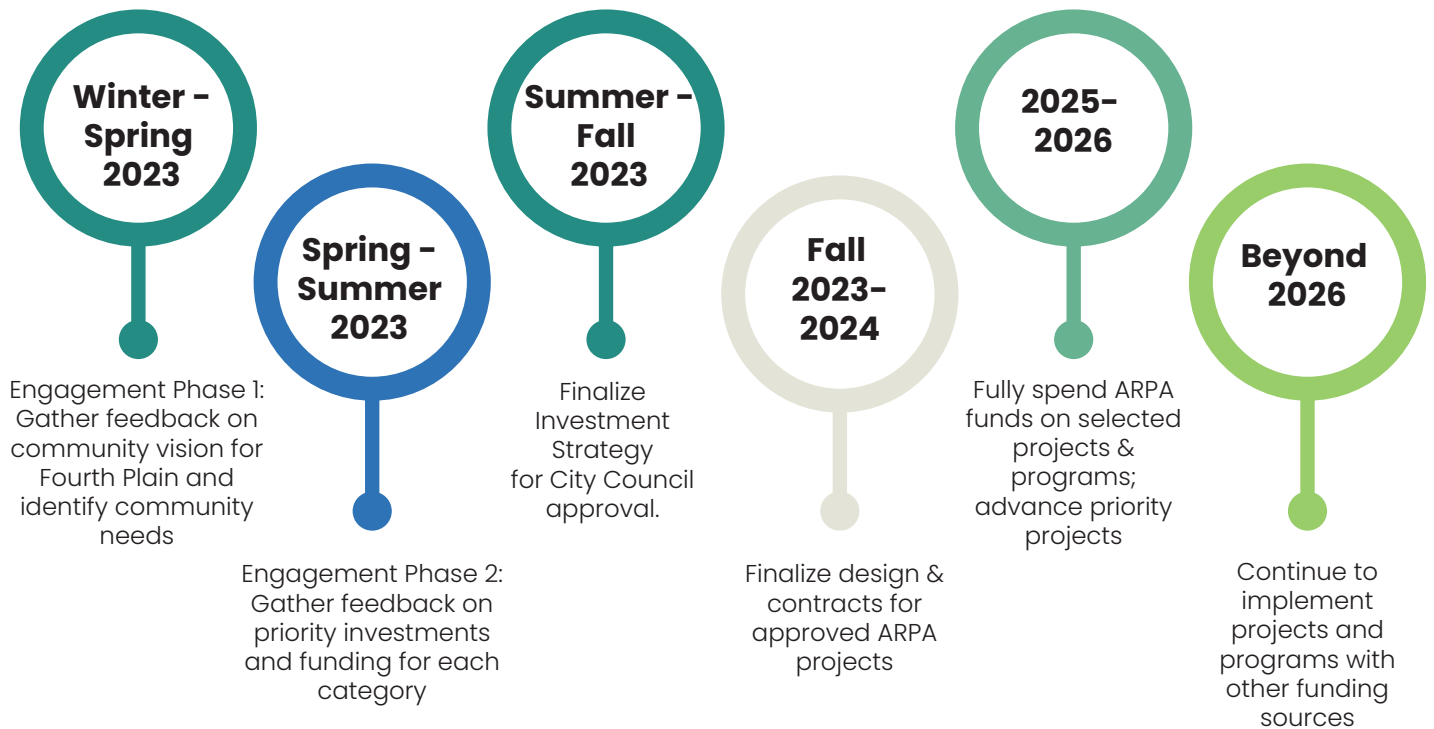 Winter -
Spring
2023
Engagement Phase 1:
Gather feedback on
community vision for
Fourth Plain and
identify community
needs
Spring -
Summer
2023
Engagement Phase 2:
Gather feedback on
priority investments
and funding for each
category
Summer -
Fall
2023
Finalize
Investment
Strategy
for City Council
approval.
Fall
2023-
2024
Finalize design &
contracts for
approved ARPA
projects
2025-
2026
Fully spend ARPA
funds on selected
projects &
programs;
advance priority
projects
Beyond
2026
Continue to
implement
projects and
programs with
other funding
sources